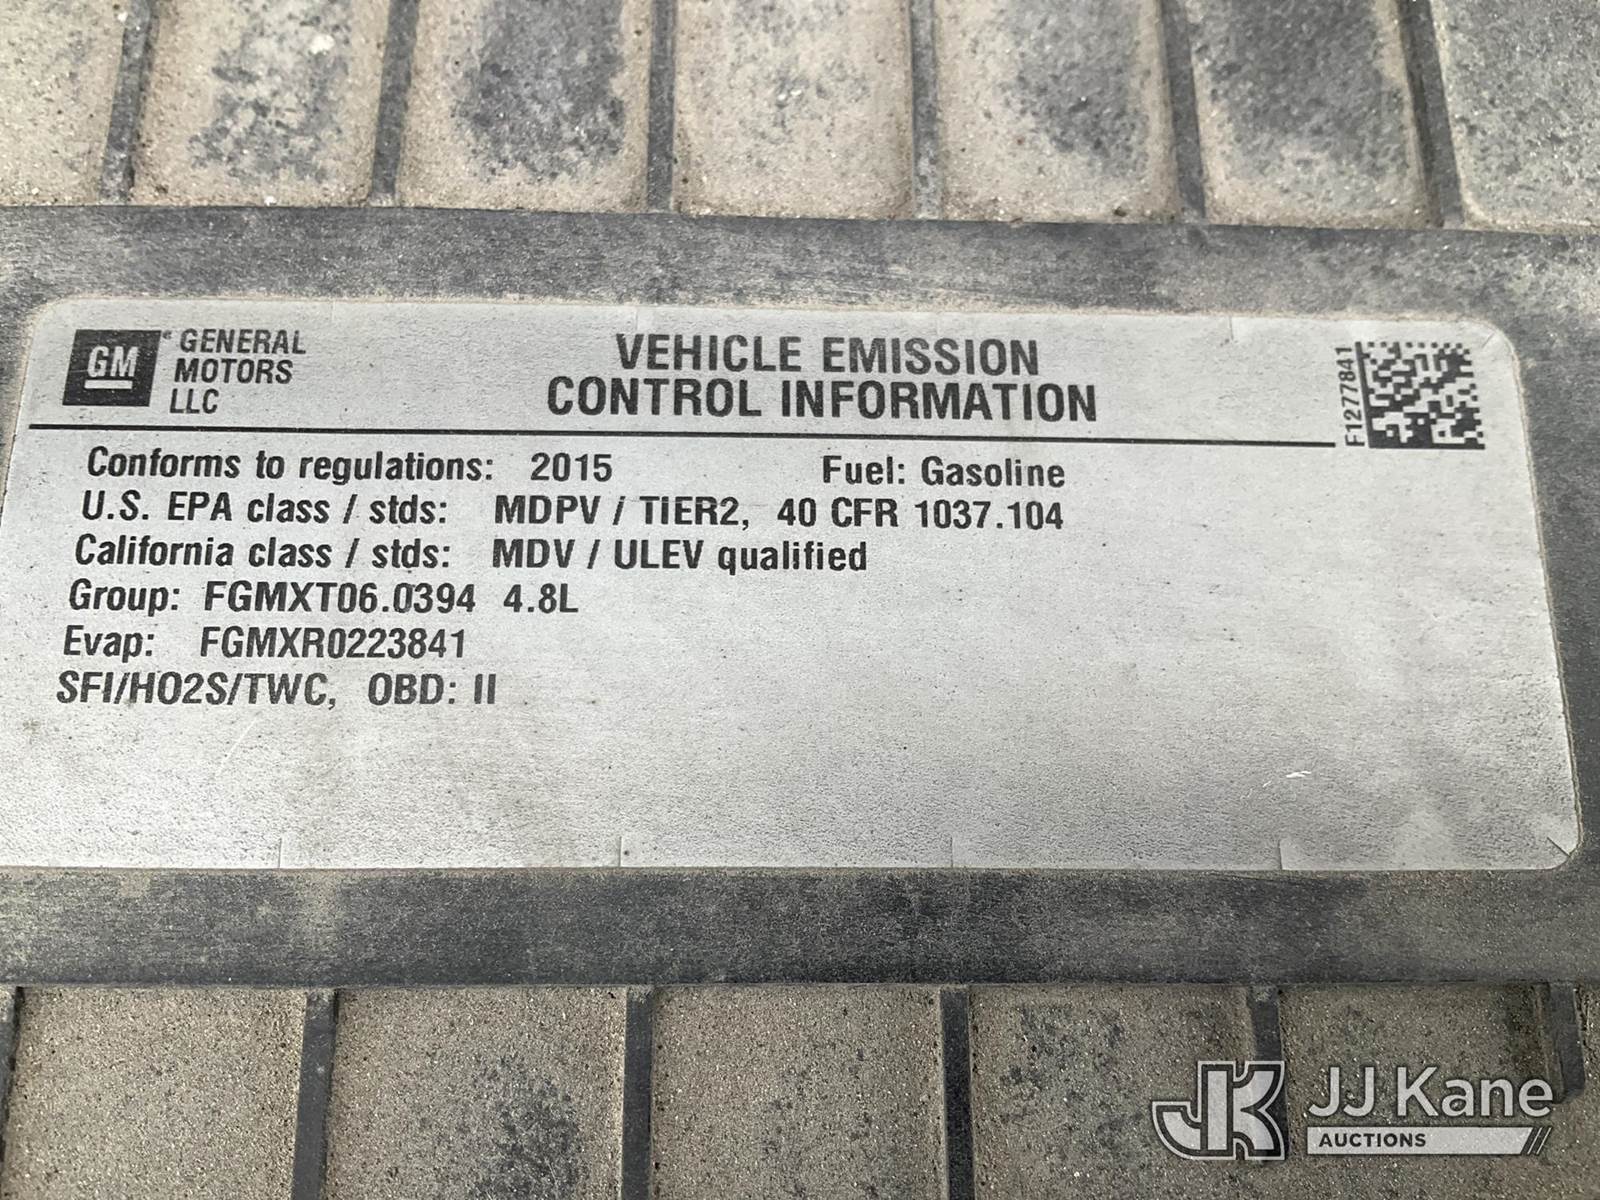 GM
GENERAL
MOTORS
LLC
VEHICLE EMISSION
CONTROL INFORMATION
F1277841
Conforms to regulations: 2015 Fuel: Gasoline
U.S. EPA class / stds: MDPV / TIER2, 40 CFR 1037.104
California class / stds: MDV / ULEV qualified
Group: FGMXT06.0394 4.8L
Evap: FGMXR0223841
SFI/HO2S/TWC, OBD: II
JK JJ Kane
AUCTIONS